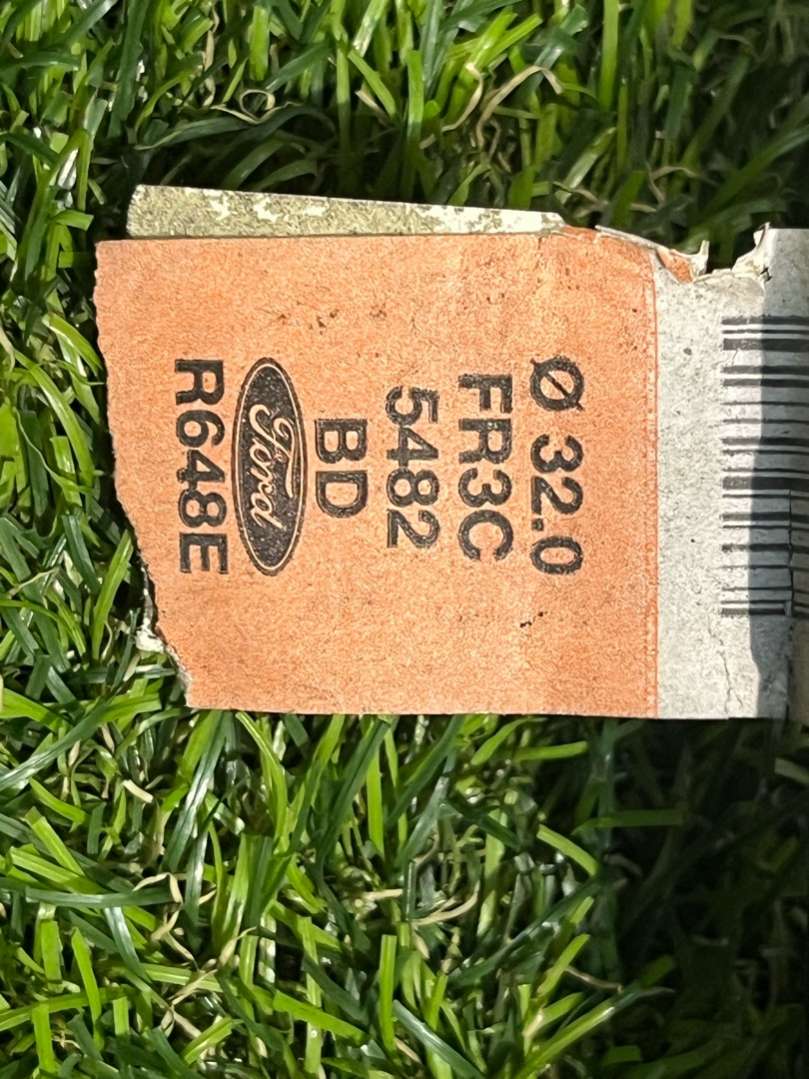 Ø 32.0
FR3C
5482
BD
Ford
R648E